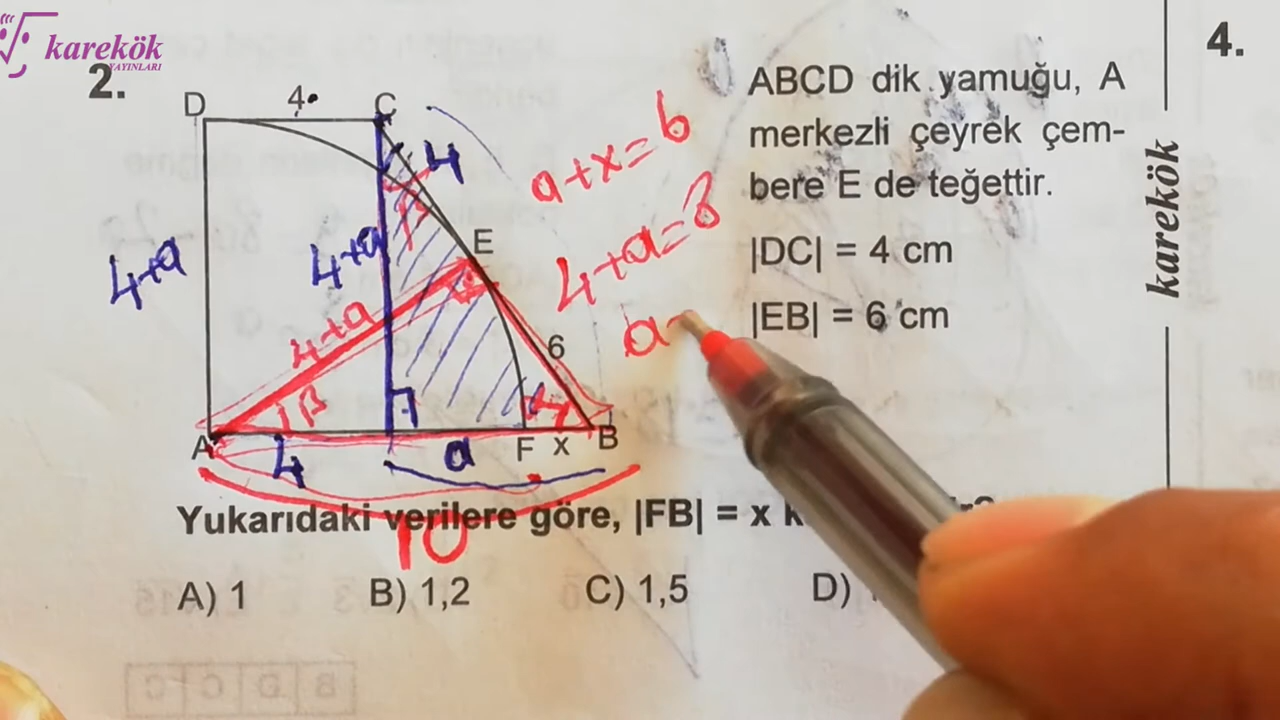 karekök
YAYINLARI
2.
D
4
C
4
4+a
4+a
4+a
E
6
β
A
4
a
F
x
B
10
a+x=6
4+a=8
a
ABCD dik yamuğu, A
merkezli çeyrek çem-
bere E de teğettir.
|DC| = 4 cm
|EB| = 6 cm
Yukarıdaki verilere göre, |FB| = x
A) 1
B) 1,2
C) 1,5
D)
karekök
4.